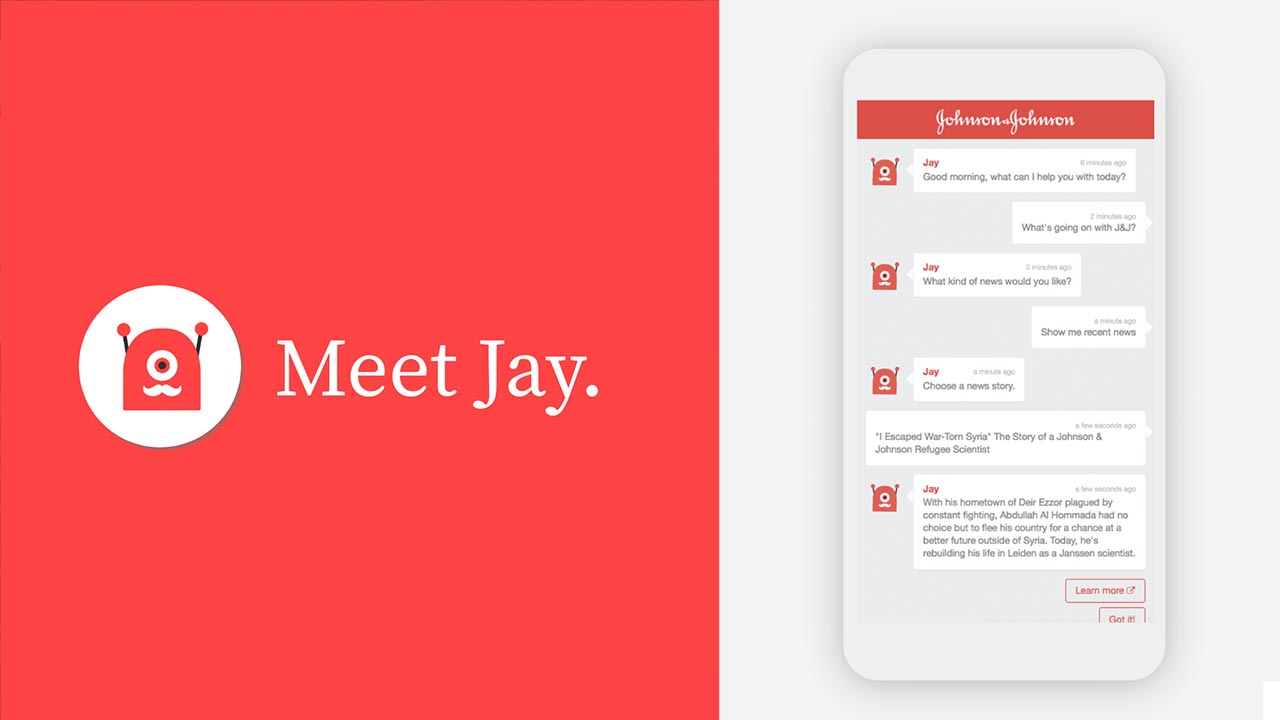 Meet Jay.
Johnson & Johnson
Jay 6 minutes ago
Good morning, what can I help you with today?
2 minutes ago
What's going on with J&J?
Jay 2 minutes ago
What kind of news would you like?
a minute ago
Show me recent news
Jay a minute ago
Choose a news story.
a few seconds ago
"I Escaped War-Torn Syria" The Story of a Johnson &
Johnson Refugee Scientist
Jay a few seconds ago
With his hometown of Deir Ezzor plagued by
constant fighting, Abdullah Al Hommada had no
choice but to flee his country for a chance at a
better future outside of Syria. Today, he's
rebuilding his life in Leiden as a Janssen scientist.
Learn more
Got it!